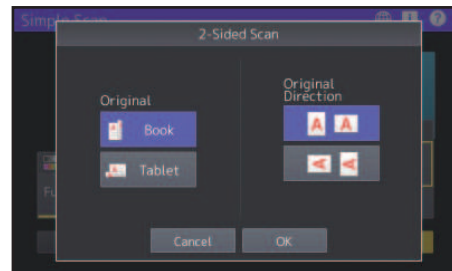 Simple Scan
2-Sided Scan
Original
Book
Tablet
Original
Direction
A A
A A
Cancel
OK